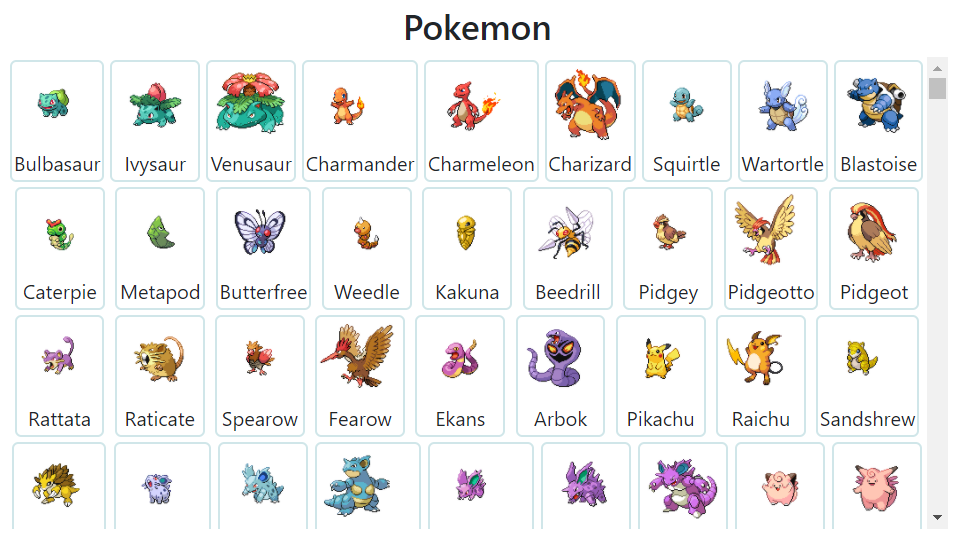 Pokemon
Bulbasaur Ivysaur Venusaur Charmander Charmeleon Charizard Squirtle Wartortle Blastoise
Caterpie Metapod Butterfree Weedle Kakuna Beedrill Pidgey Pidgeotto Pidgeot
Rattata Raticate Spearow Fearow Ekans Arbok Pikachu Raichu Sandshrew